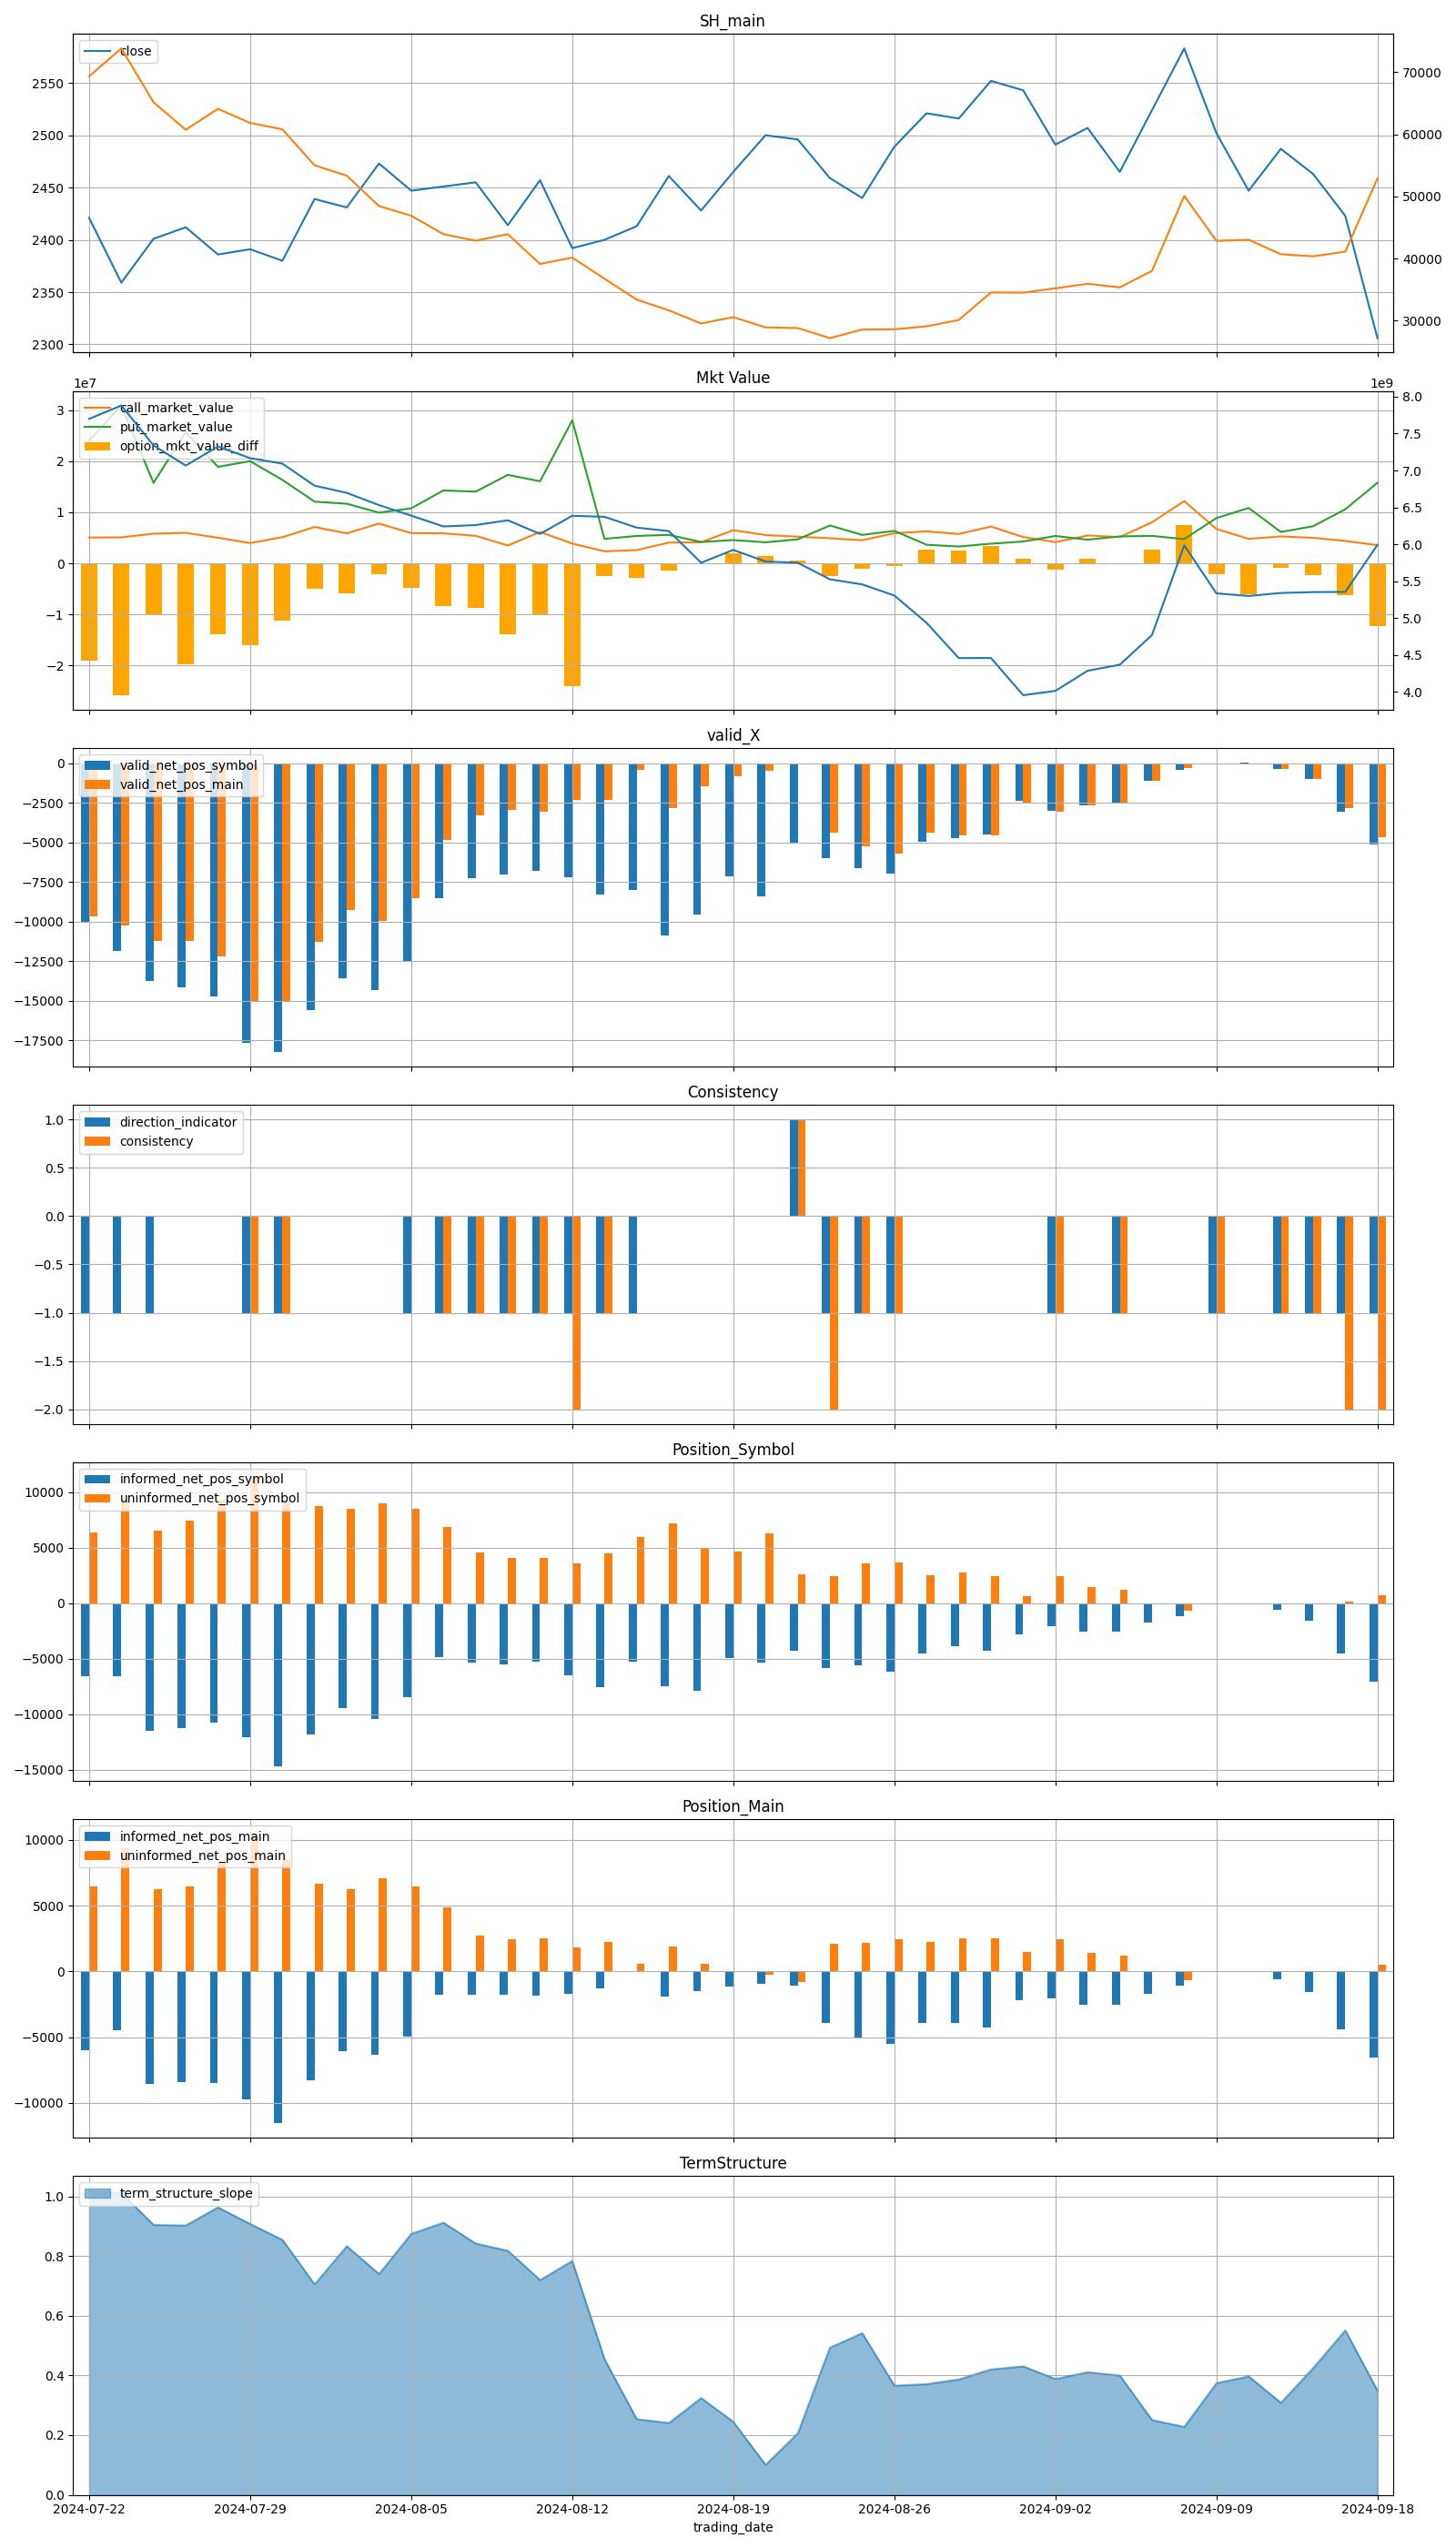 SH_main
close
2550
2500
2450
2400
2350
2300
70000
60000
50000
40000
30000
1e7
Mkt Value
1e9
call_market_value
put_market_value
option_mkt_value_diff
3
2
1
0
−1
−2
8.0
7.5
7.0
6.5
6.0
5.5
5.0
4.5
4.0
valid_X
valid_net_pos_symbol
valid_net_pos_main
0
−2500
−5000
−7500
−10000
−12500
−15000
−17500
Consistency
direction_indicator
consistency
1.0
0.5
0.0
−0.5
−1.0
−1.5
−2.0
Position_Symbol
informed_net_pos_symbol
uninformed_net_pos_symbol
10000
5000
0
−5000
−10000
−15000
Position_Main
informed_net_pos_main
uninformed_net_pos_main
10000
5000
0
−5000
−10000
TermStructure
term_structure_slope
1.0
0.8
0.6
0.4
0.2
0.0
2024-07-22 2024-07-29 2024-08-05 2024-08-12 2024-08-19 2024-08-26 2024-09-02 2024-09-09 2024-09-18
trading_date